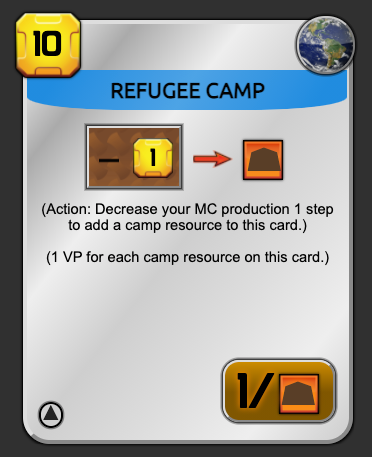 10
REFUGEE CAMP
– 1
(Action: Decrease your MC production 1 step
to add a camp resource to this card.)
(1 VP for each camp resource on this card.)
1/